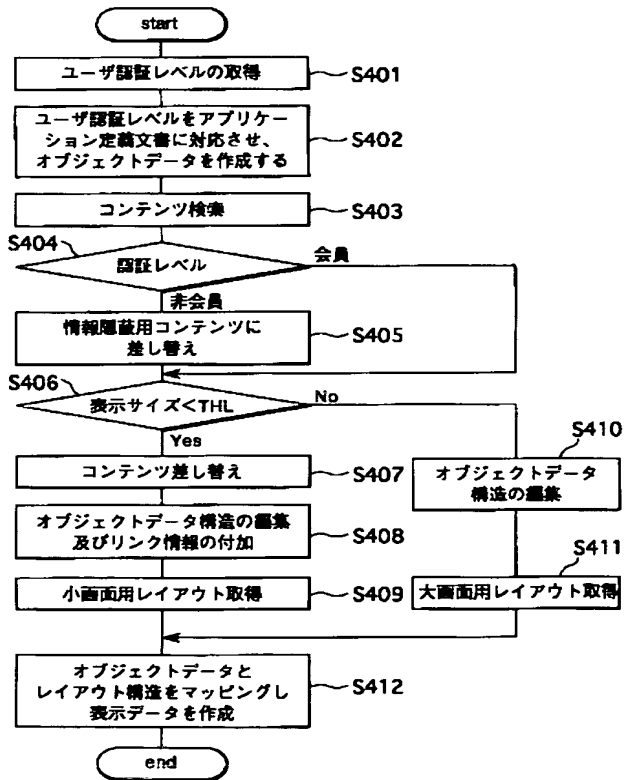 start
ユーザ認証レベルの取得
S401
ユーザ認証レベルをアプリケー
ション定義文書に対応させ、
オブジェクトデータを作成する
S402
コンテンツ検索
S403
S404
認証レベル
会員
非会員
情報隠蔽用コンテンツに
差し替え
S405
S406
表示サイズ<THL
No
Yes
コンテンツ差し替え
S407
S410
オブジェクトデータ
構造の編集
オブジェクトデータ構造の編集
及びリンク情報の付加
S408
S411
小画面用レイアウト取得
S409
大画面用レイアウト取得
オブジェクトデータと
レイアウト構造をマッピングし
表示データを作成
S412
end